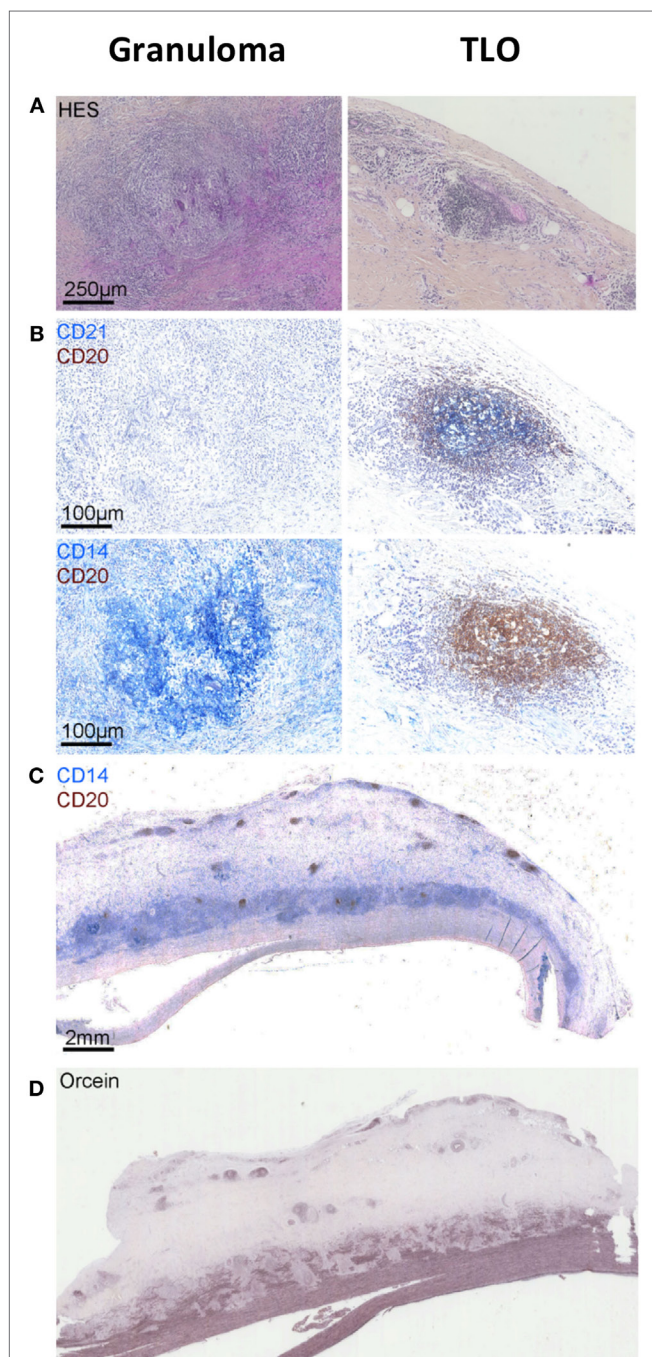 Granuloma TLO
A HES
250µm
B CD21
CD20
100µm
CD14
CD20
100µm
C CD14
CD20
2mm
D Orcein